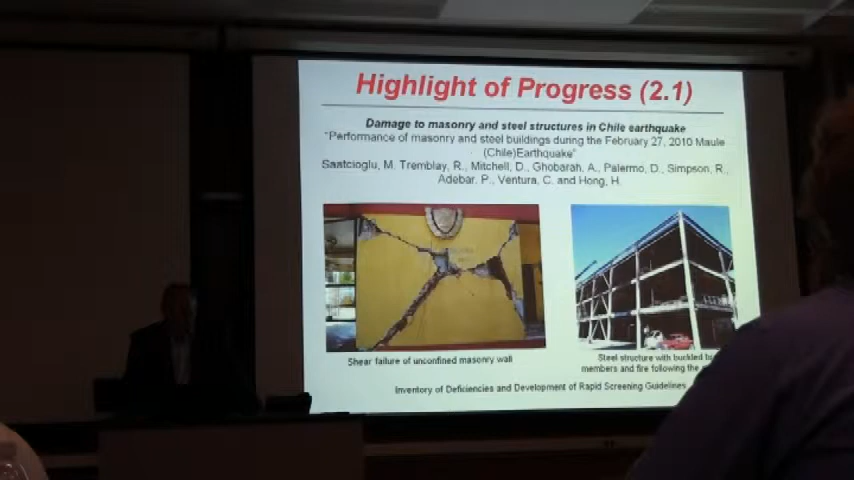 Highlight of Progress (2.1)
Damage to masonry and steel structures in Chile earthquake
"Performance of masonry and steel buildings during the February 27, 2010 Maule
(Chile)Earthquake"
Saatcioglu, M. Tremblay, R., Mitchell, D., Ghobarah, A., Palermo, D., Simpson, R.,
Adebar, P., Ventura, C. and Hong, H.
Shear failure of unconfined masonry wall
Steel structure with buckled
members and fire following the
Inventory of Deficiencies and Development of Rapid Screening Guidelines